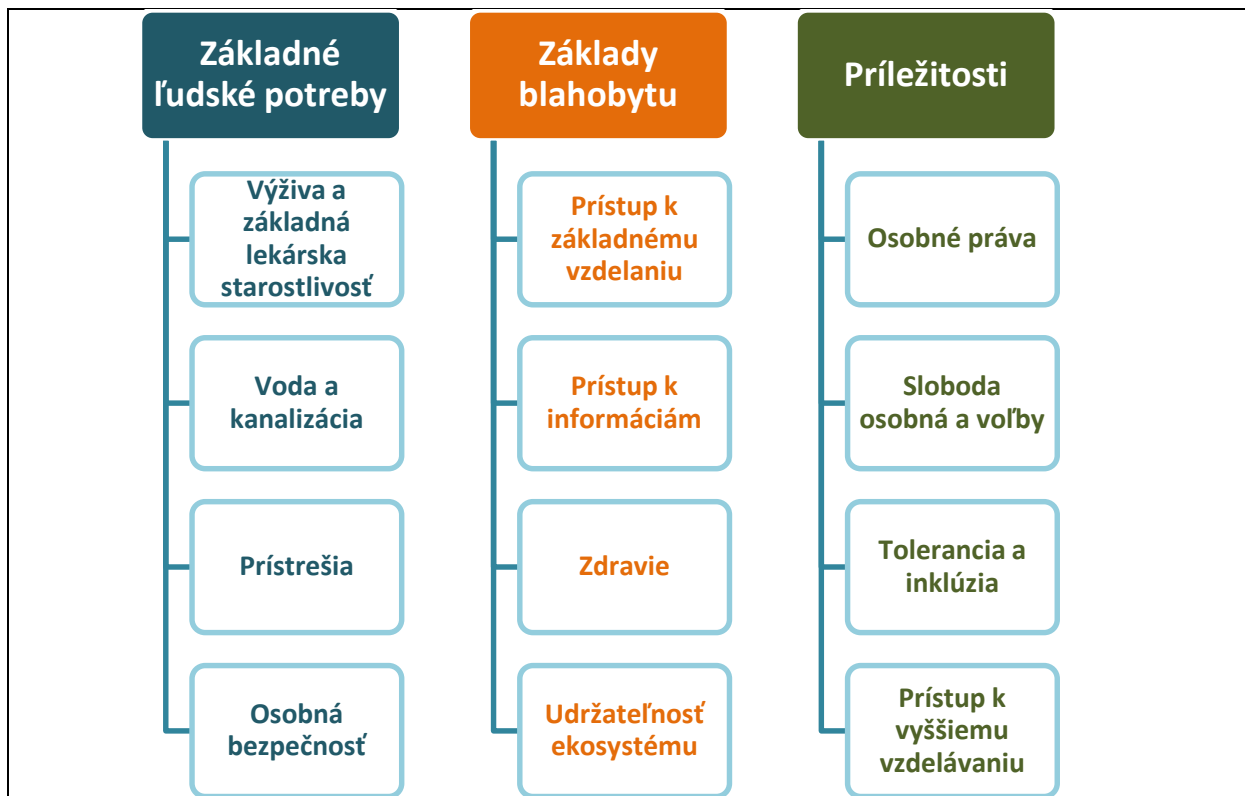 Základné
ľudské potreby
Výživa a
základná
lekárska
starostlivosť
Voda a
kanalizácia
Prístrešia
Osobná
bezpečnosť
Základy
blahobytu
Prístup k
základnému
vzdelaniu
Prístup k
informáciám
Zdravie
Udržateľnosť
ekosystému
Príležitosti
Osobné práva
Sloboda
osobná a voľby
Tolerancia a
inklúzia
Prístup k
vyššiemu
vzdelávaniu